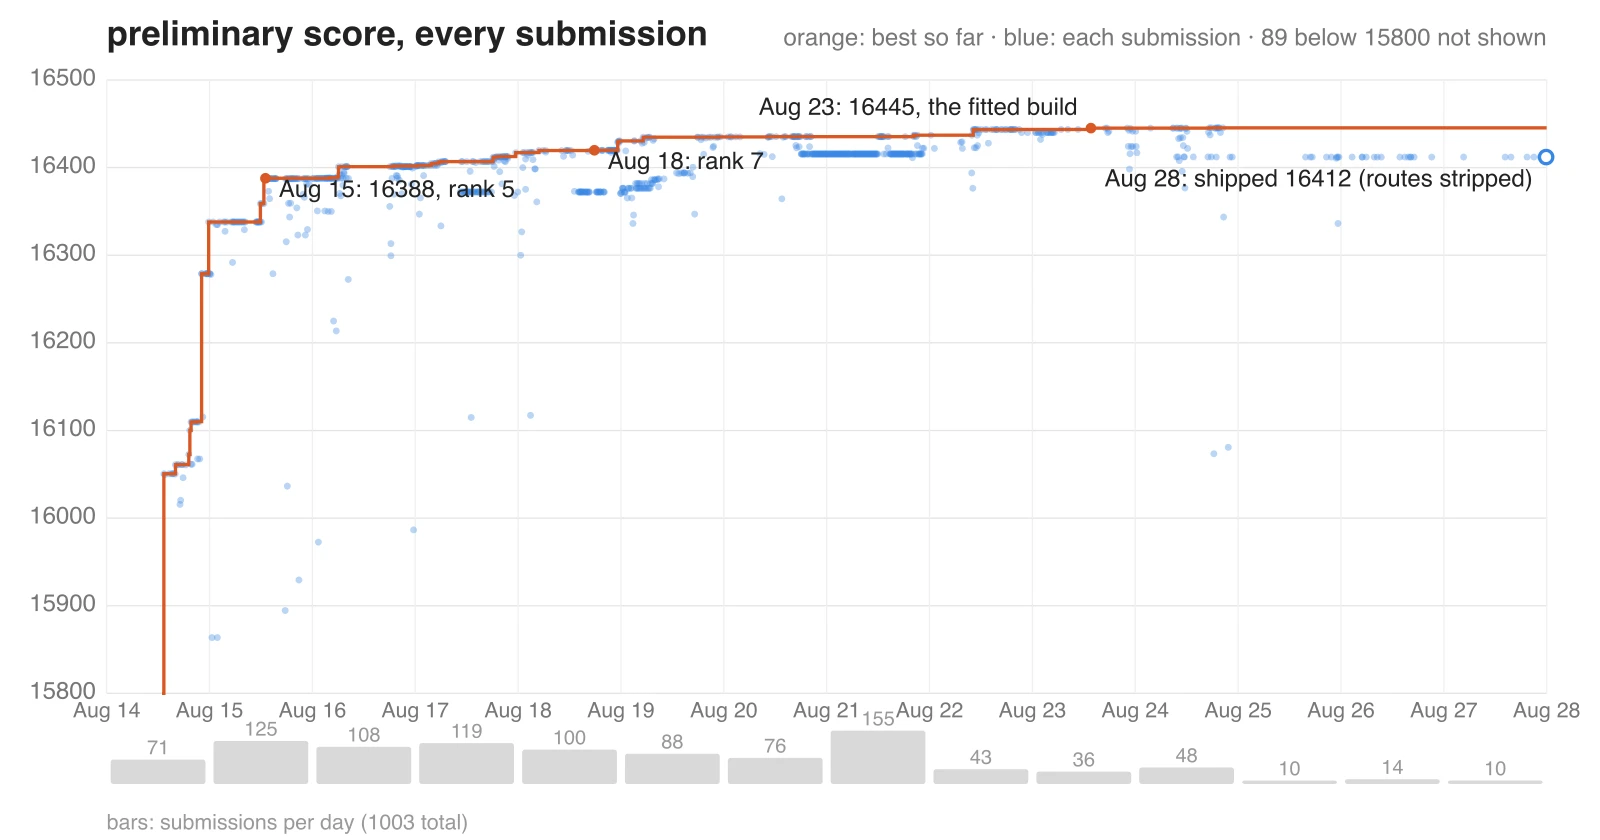 preliminary score, every submission
orange: best so far · blue: each submission · 89 below 15800 not shown
16500
Aug 23: 16445, the fitted build
16400
Aug 18: rank 7
Aug 28: shipped 16412 (routes stripped)
Aug 15: 16388, rank 5
16300
16200
16100
16000
15900
15800
Aug 14 Aug 15 Aug 16 Aug 17 Aug 18 Aug 19 Aug 20 Aug 21 Aug 22 Aug 23 Aug 24 Aug 25 Aug 26 Aug 27 Aug 28
71 125 108 119 100 88 76 155 43 36 48 10 14 10
bars: submissions per day (1003 total)